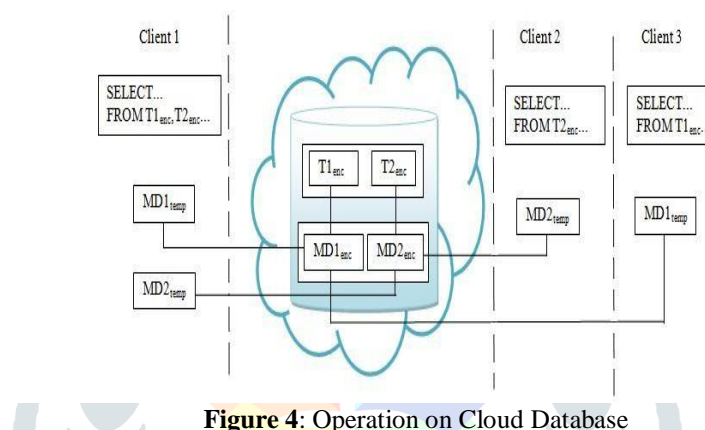 Client 1
Client 2
Client 3
SELECT...
FROM T1enc,T2enc...
SELECT...
FROM T2enc...
SELECT...
FROM T1enc..
T1enc
T2enc
MD1temp
MD2temp
MD1temp
MD1enc
MD2enc
MD2temp
Figure 4: Operation on Cloud Database